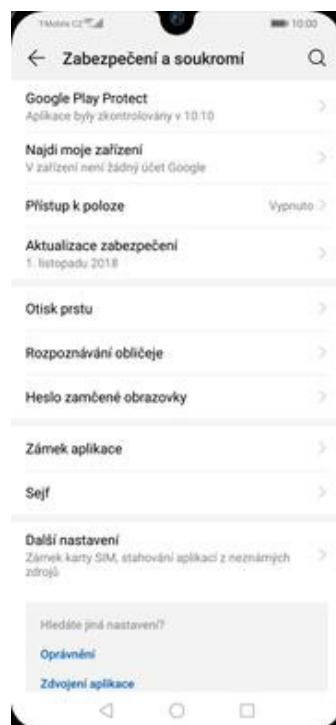 T-Mobile CZ
10:00
Zabezpečení a soukromí
Google Play Protect
Aplikace byly zkontrolovány v 10:10
Najdi moje zařízení
V zařízení není žádný účet Google
Přístup k poloze
Vypnuto
Aktualizace zabezpečení
1. listopadu 2018
Otisk prstu
Rozpoznávání obličeje
Heslo zamčené obrazovky
Zámek aplikace
Sejf
Další nastavení
Zámek karty SIM, stahování aplikací z neznámých
zdrojů
Hledáte jiná nastavení?
Oprávnění
Zdvojení aplikace